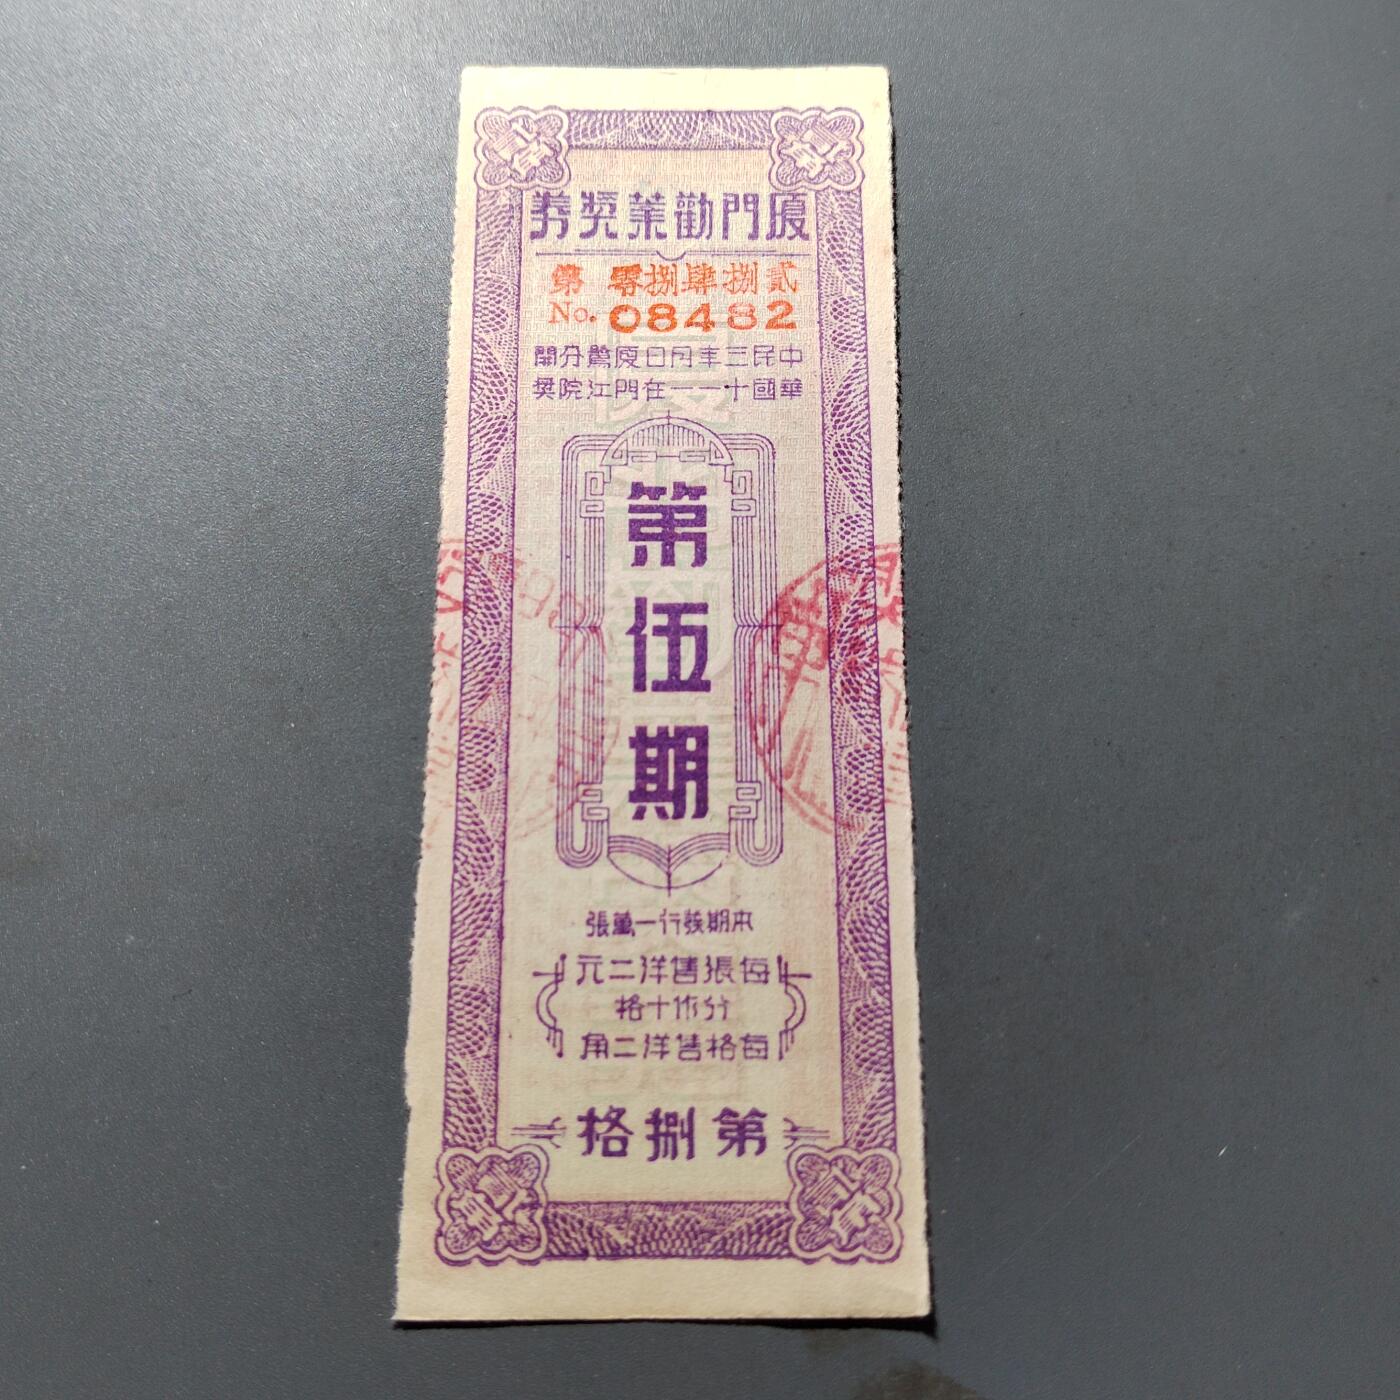 廈門勸業獎券
第 零捌肆捌貳
No. 08482
中華民國三十年一月一日在廈門鷺江分院開獎
第伍期
本期發行一萬張
每張售洋二元
分作十格
每格售洋二角
第捌格